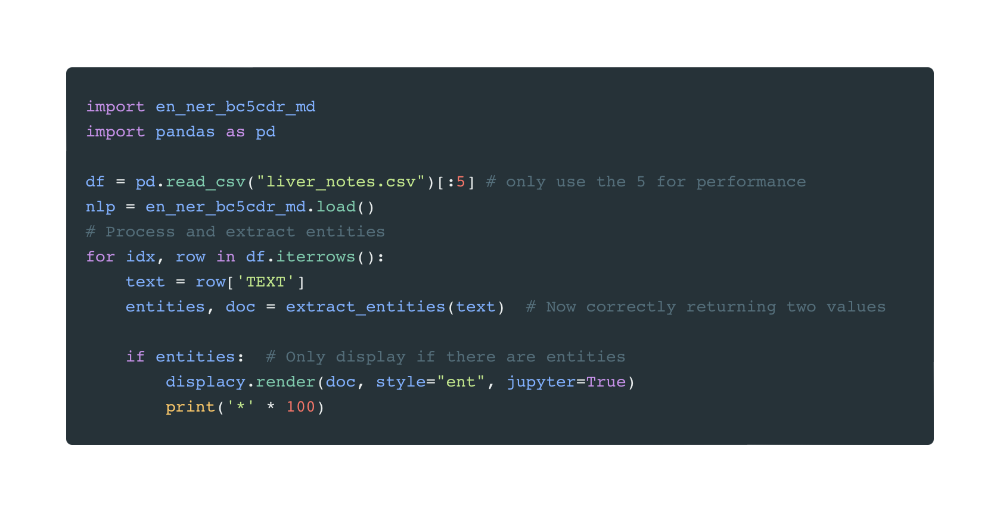 import en_ner_bc5cdr_md
import pandas as pd

df = pd.read_csv("liver_notes.csv")[:5] # only use the 5 for performance
nlp = en_ner_bc5cdr_md.load()
# Process and extract entities
for idx, row in df.iterrows():
    text = row['TEXT']
    entities, doc = extract_entities(text)  # Now correctly returning two values

    if entities:  # Only display if there are entities
        displacy.render(doc, style="ent", jupyter=True)
        print('*' * 100)